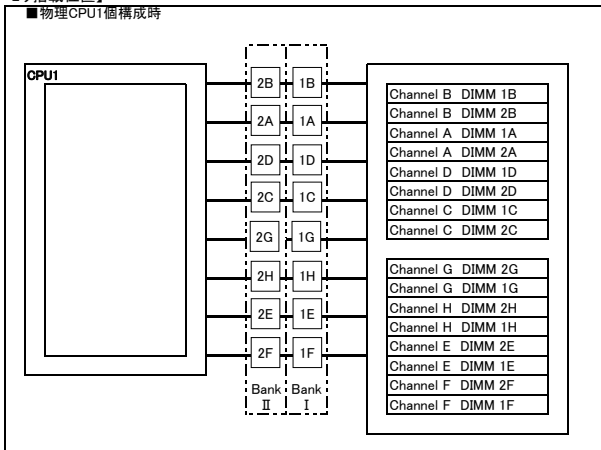 ■物理CPU1個構成時
CPU1
2B 1B
2A 1A
2D 1D
2C 1C
2G 1G
2H 1H
2E 1E
2F 1F
Bank Bank
Ⅱ Ⅰ
Channel B DIMM 1B
Channel B DIMM 2B
Channel A DIMM 1A
Channel A DIMM 2A
Channel D DIMM 1D
Channel D DIMM 2D
Channel C DIMM 1C
Channel C DIMM 2C
Channel G DIMM 2G
Channel G DIMM 1G
Channel H DIMM 2H
Channel H DIMM 1H
Channel E DIMM 2E
Channel E DIMM 1E
Channel F DIMM 2F
Channel F DIMM 1F